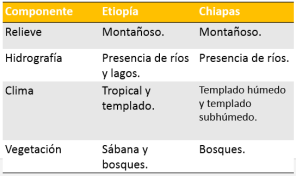 Componente Etiopía Chiapas
Relieve Montañoso. Montañoso.
Hidrografía Presencia de ríos y lagos. Presencia de ríos.
Clima Tropical y templado. Templado húmedo y templado subhúmedo.
Vegetación Sábana y bosques. Bosques.